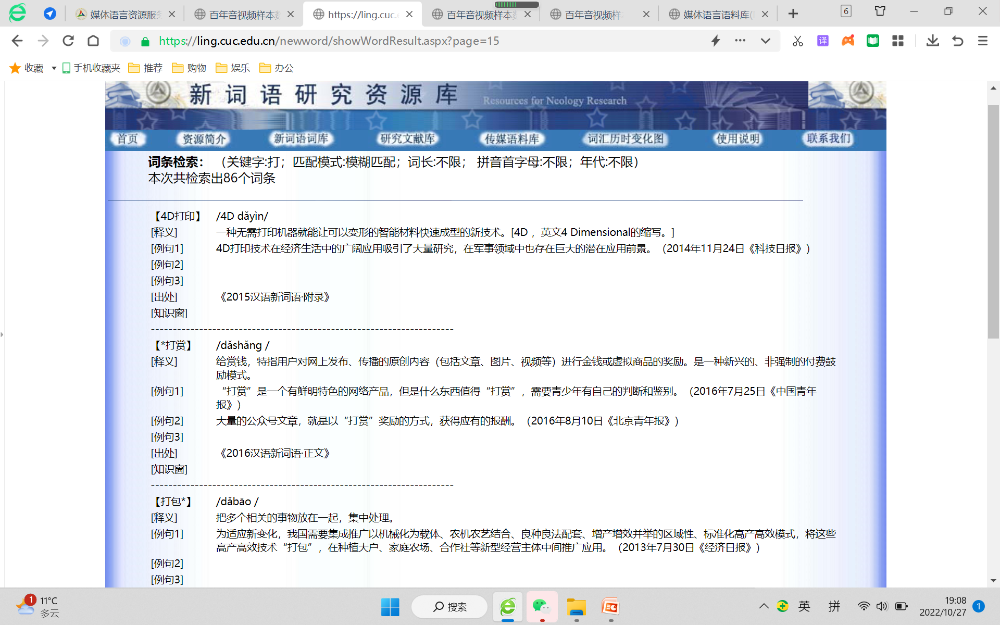 媒体语言资源服务
百年音视频样本数
https://ling.cuc.e
百年音视频样本数
百年音视频样
媒体语言语料库(
6
https://ling.cuc.edu.cn/newword/showWordResult.aspx?page=15
译
收藏
手机收藏夹
推荐
购物
娱乐
办公
新词语研究资源库
Resources for Neology Research
首页 资源简介 新词语词库 研究文献库 传媒语料库 词汇历时变化图 使用说明 联系我们
词条检索： （关键字:打；匹配模式:模糊匹配；词长:不限； 拼音首字母:不限；年代:不限）
本次共检索出86个词条
【4D打印】 /4D dǎyìn/
[释义] 一种无需打印机器就能让可以变形的智能材料快速成型的新技术。[4D ，英文4 Dimensional的缩写。]
[例句1] 4D打印技术在经济生活中的广阔应用吸引了大量研究，在军事领域中也存在巨大的潜在应用前景。（2014年11月24日《科技日报》）
[例句2]
[例句3]
[出处] 《2015汉语新词语·附录》
[知识窗]
----------------------------------------------------------------------
【*打赏】 /dǎshǎng /
[释义] 给赏钱，特指用户对网上发布、传播的原创内容（包括文章、图片、视频等）进行金钱或虚拟商品的奖励。是一种新兴的、非强制的付费鼓
励模式。
[例句1] “打赏”是一个有鲜明特色的网络产品，但是什么东西值得“打赏”，需要青少年有自己的判断和鉴别。（2016年7月25日《中国青年
报》）
[例句2] 大量的公众号文章，就是以“打赏”奖励的方式，获得应有的报酬。（2016年8月10日《北京青年报》）
[例句3]
[出处] 《2016汉语新词语·正文》
[知识窗]
----------------------------------------------------------------------
【打包*】 /dǎbāo /
[释义] 把多个相关的事物放在一起，集中处理。
[例句1] 为适应新变化，我国需要集成推广以机械化为载体、农机农艺结合、良种良法配套、增产增效并举的区域性、标准化高产高效模式，将这些
高产高效技术“打包”，在种植大户、家庭农场、合作社等新型经营主体中间推广应用。（2013年7月30日《经济日报》）
[例句2]
[例句3]
1
11°C
多云
搜索
英
拼
19:08
2022/10/27
1